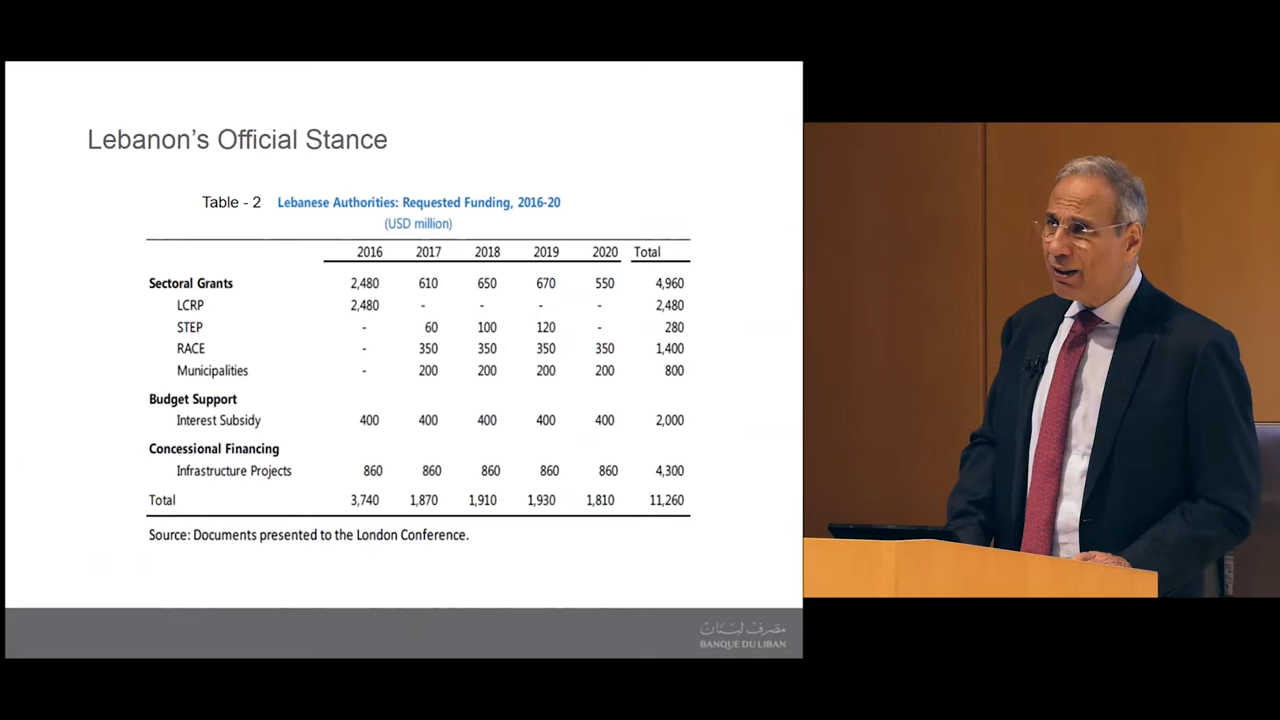 Lebanon's Official Stance
Table - 2 Lebanese Authorities: Requested Funding, 2016-20
(USD million)
2016 2017 2018 2019 2020 Total
Sectoral Grants 2,480 610 650 670 550 4,960
LCRP 2,480 - - - - 2,480
STEP - 60 100 120 - 280
RACE - 350 350 350 350 1,400
Municipalities - 200 200 200 200 800
Budget Support
Interest Subsidy 400 400 400 400 400 2,000
Concessional Financing
Infrastructure Projects 860 860 860 860 860 4,300
Total 3,740 1,870 1,910 1,930 1,810 11,260
Source: Documents presented to the London Conference.
مصرف لبنان
BANQUE DU LIBAN